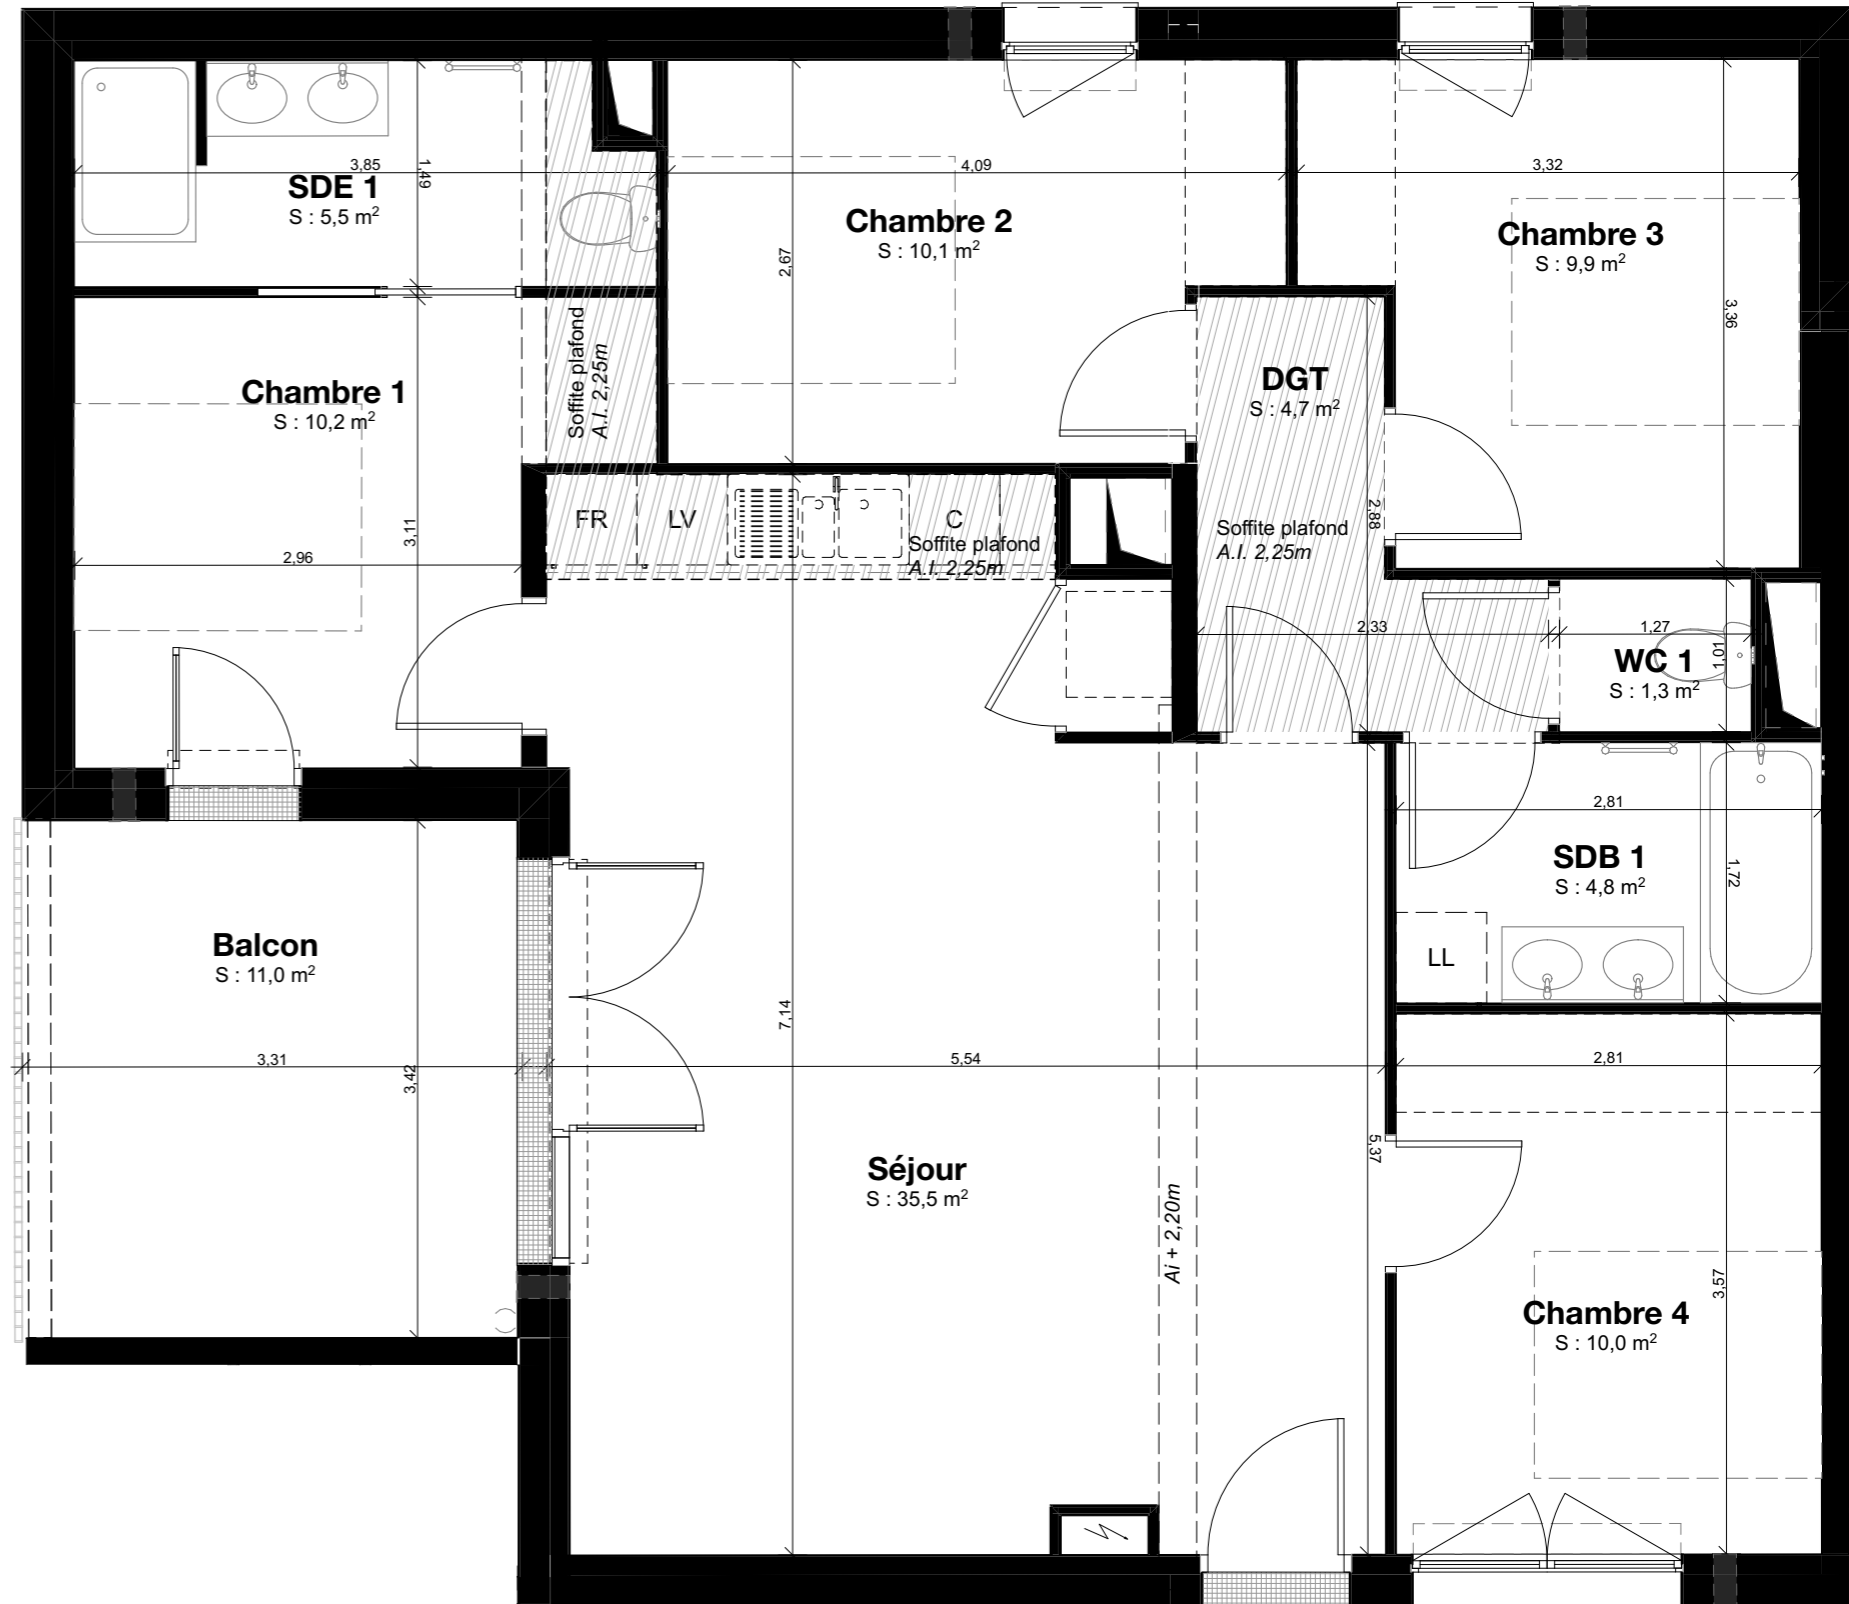 3,85
1,49
SDE 1
S : 5,5 m²
4,09
Chambre 2
S : 10,1 m²
2,67
3,32
Chambre 3
S : 9,9 m²
3,36
Chambre 1
S : 10,2 m²
Soffite plafond
A.I. 2,25m
3,11
2,96
DGT
S : 4,7 m²
2,88
Soffite plafond
A.I. 2,25m
FR
LV
C
Soffite plafond
A.I. 2,25m
2,33
1,27
1,01
WC 1
S : 1,3 m²
2,81
SDB 1
S : 4,8 m²
1,72
LL
Balcon
S : 11,0 m²
3,31
3,42
7,14
5,54
Séjour
S : 35,5 m²
Ai + 2,20m
5,37
2,81
3,57
Chambre 4
S : 10,0 m²